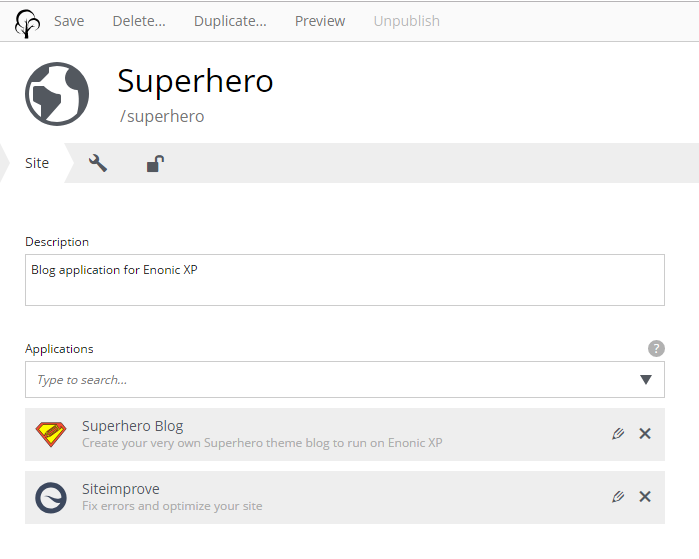 Save Delete... Duplicate... Preview Unpublish
Superhero
/superhero
Site
Description
Blog application for Enonic XP
Applications ?
Type to search...
Superhero Blog
Create your very own Superhero theme blog to run on Enonic XP
Siteimprove
Fix errors and optimize your site